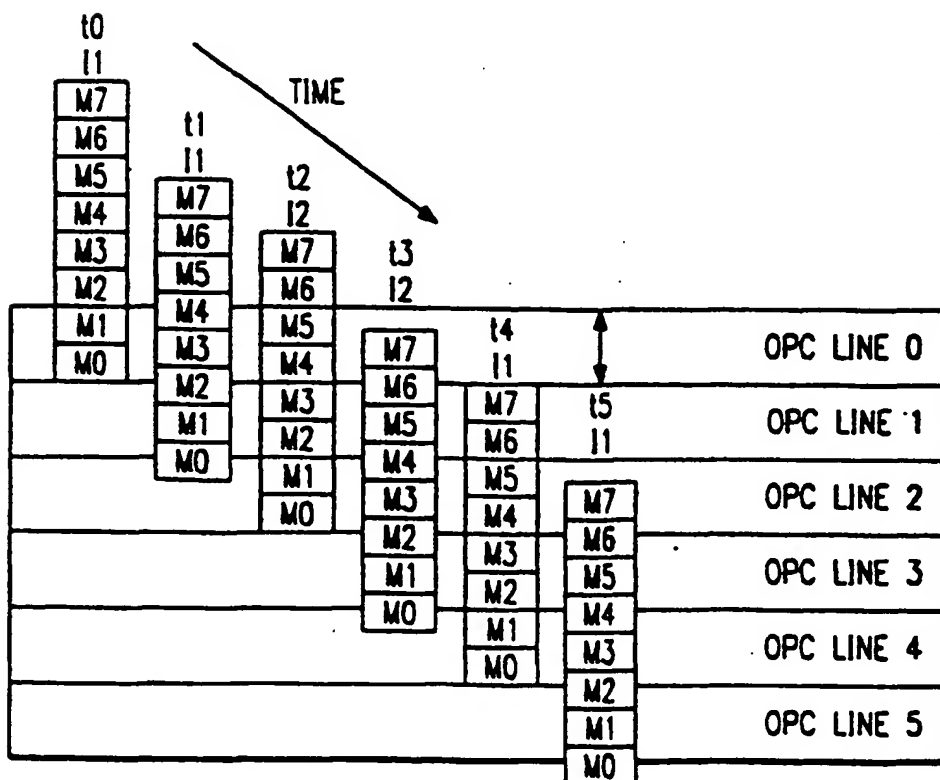 t0
I1
M7
M6
M5
M4
M3
M2
M1
M0
TIME
t1
I1
M7
M6
M5
M4
M3
M2
M1
M0
t2
I2
M7
M6
M5
M4
M3
M2
M1
M0
t3
I2
M7
M6
M5
M4
M3
M2
M1
M0
t4
I1
M7
M6
M5
M4
M3
M2
M1
M0
t5
I1
M7
M6
M5
M4
M3
M2
M1
M0
OPC LINE 0
OPC LINE 1
OPC LINE 2
OPC LINE 3
OPC LINE 4
OPC LINE 5